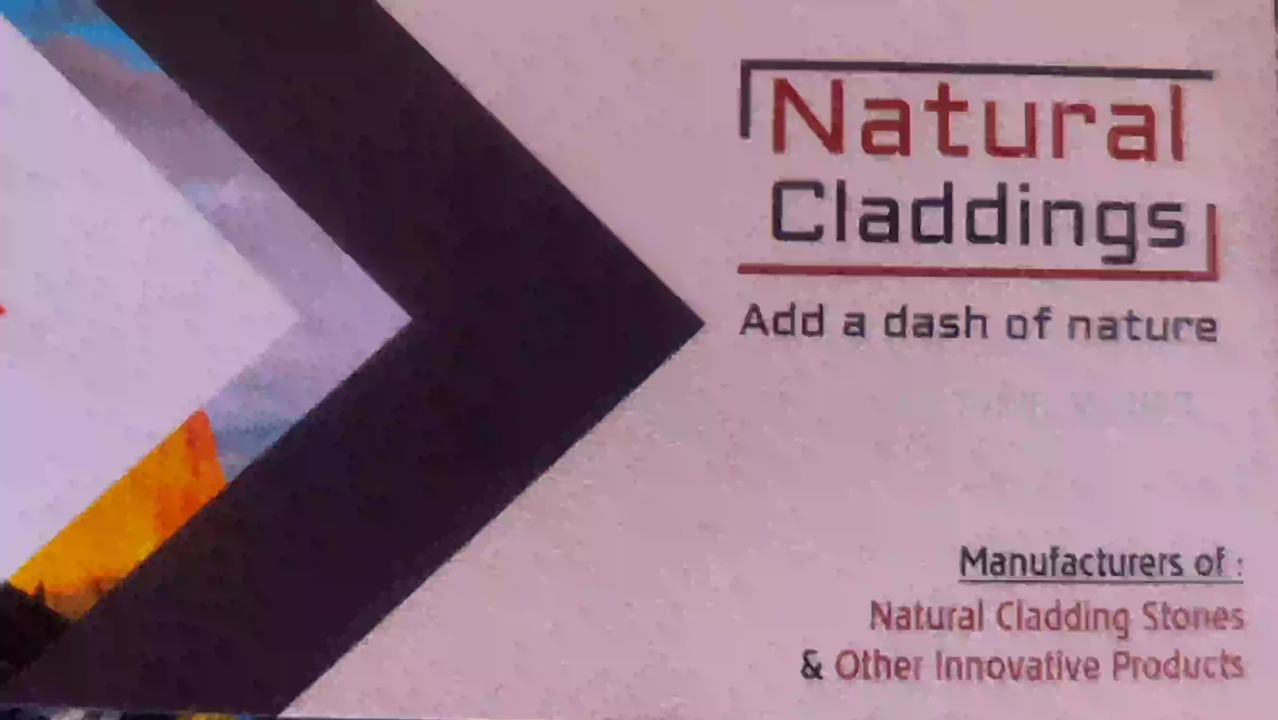 Natural
Claddings
Add a dash of nature
Manufacturers of :
Natural Cladding Stones
& Other Innovative Products